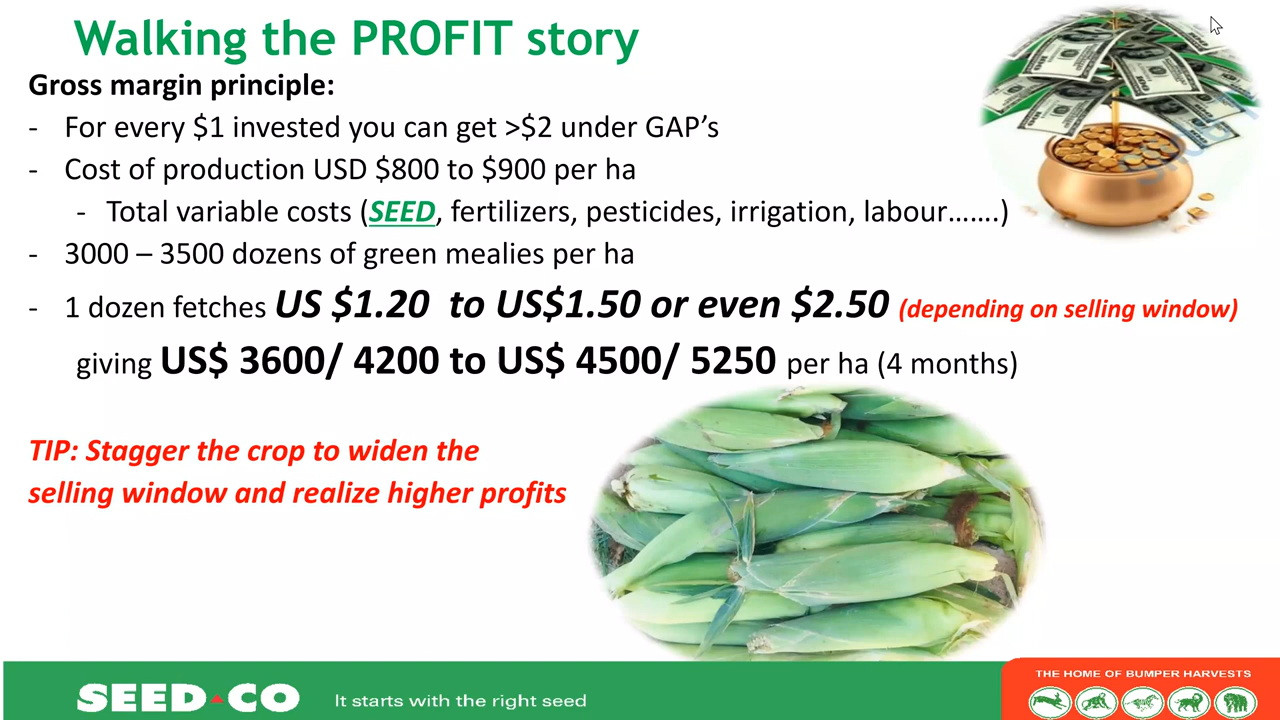 Walking the PROFIT story
Gross margin principle:
- For every $1 invested you can get >$2 under GAP's
- Cost of production USD $800 to $900 per ha
- Total variable costs (SEED, fertilizers, pesticides, irrigation, labour…….)
- 3000 – 3500 dozens of green mealies per ha
- 1 dozen fetches US $1.20 to US$1.50 or even $2.50 (depending on selling window)
giving US$ 3600/ 4200 to US$ 4500/ 5250 per ha (4 months)
TIP: Stagger the crop to widen the
selling window and realize higher profits
SEED CO
It starts with the right seed
THE HOME OF BUMPER HARVESTS